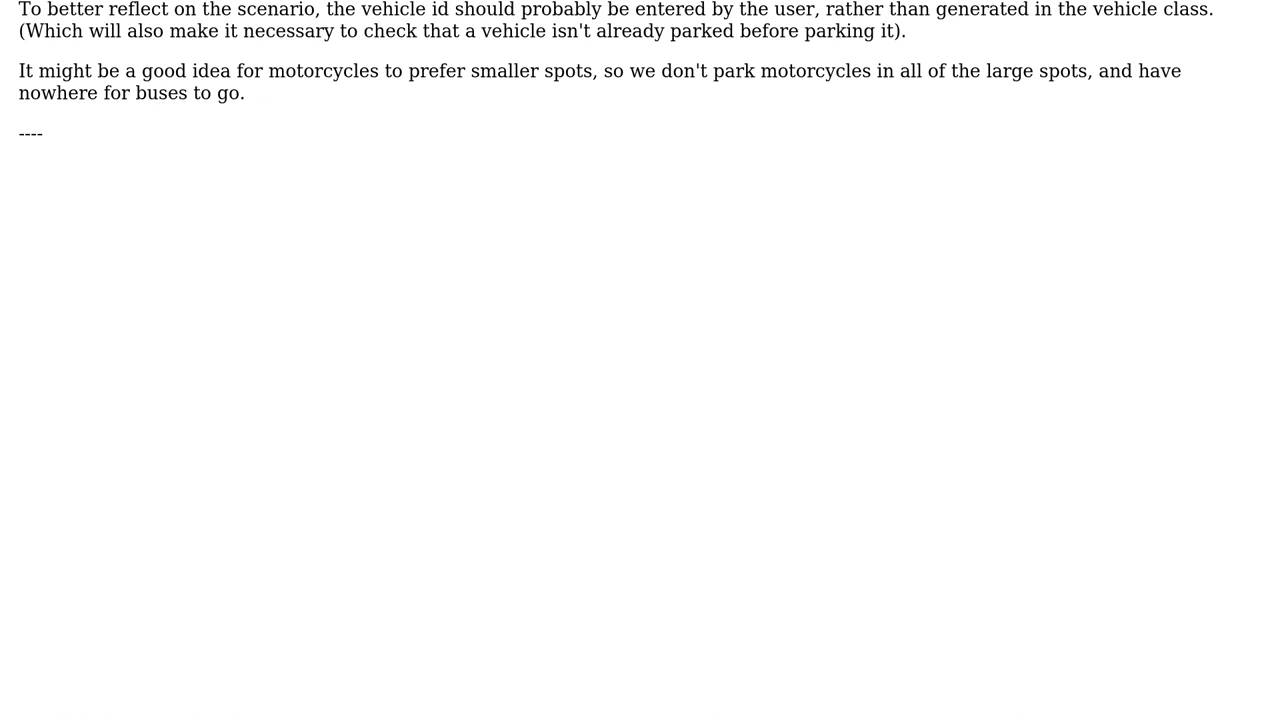 To better reflect on the scenario, the vehicle id should probably be entered by the user, rather than generated in the vehicle class.
(Which will also make it necessary to check that a vehicle isn't already parked before parking it).
It might be a good idea for motorcycles to prefer smaller spots, so we don't park motorcycles in all of the large spots, and have
nowhere for buses to go.
----